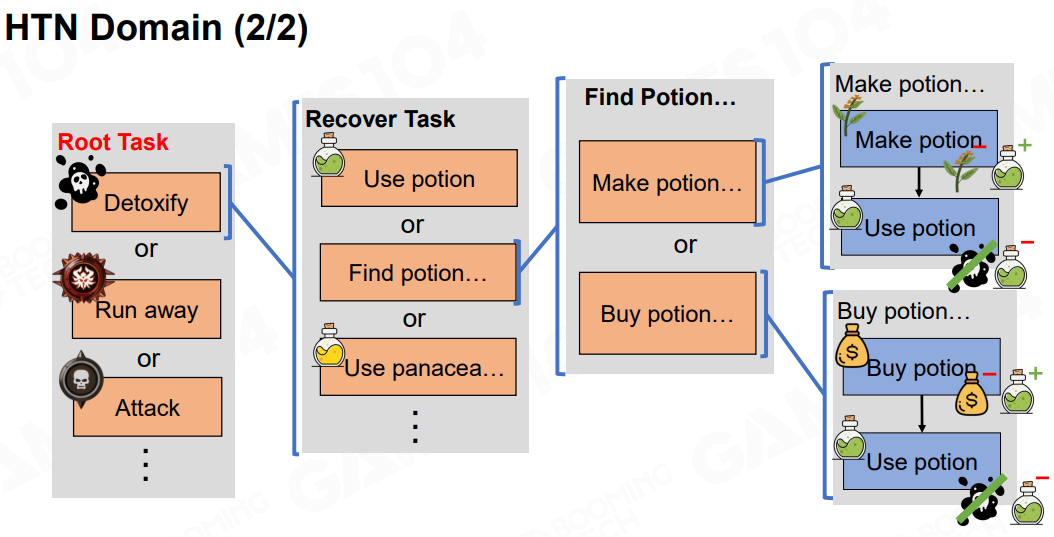 HTN Domain (2/2)
Root Task
Detoxify
or
Run away
or
Attack
Recover Task
Use potion
or
Find potion…
or
Use panacea…
Find Potion…
Make potion…
or
Buy potion…
Make potion…
Make potion
Use potion
Buy potion…
Buy potion
Use potion